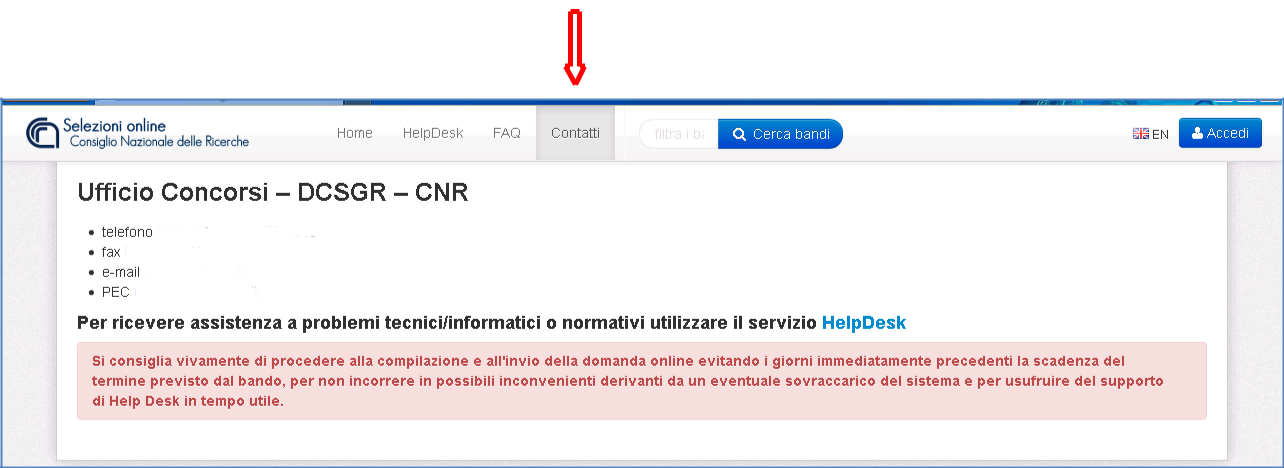 Selezioni online
Consiglio Nazionale delle Ricerche
Home
HelpDesk
FAQ
Contatti
filtra i ba
Cerca bandi
EN
Accedi
Ufficio Concorsi – DCSGR – CNR
telefono
fax
e-mail
PEC
Per ricevere assistenza a problemi tecnici/informatici o normativi utilizzare il servizio HelpDesk
Si consiglia vivamente di procedere alla compilazione e all'invio della domanda online evitando i giorni immediatamente precedenti la scadenza del
termine previsto dal bando, per non incorrere in possibili inconvenienti derivanti da un eventuale sovraccarico del sistema e per usufruire del supporto
di Help Desk in tempo utile.